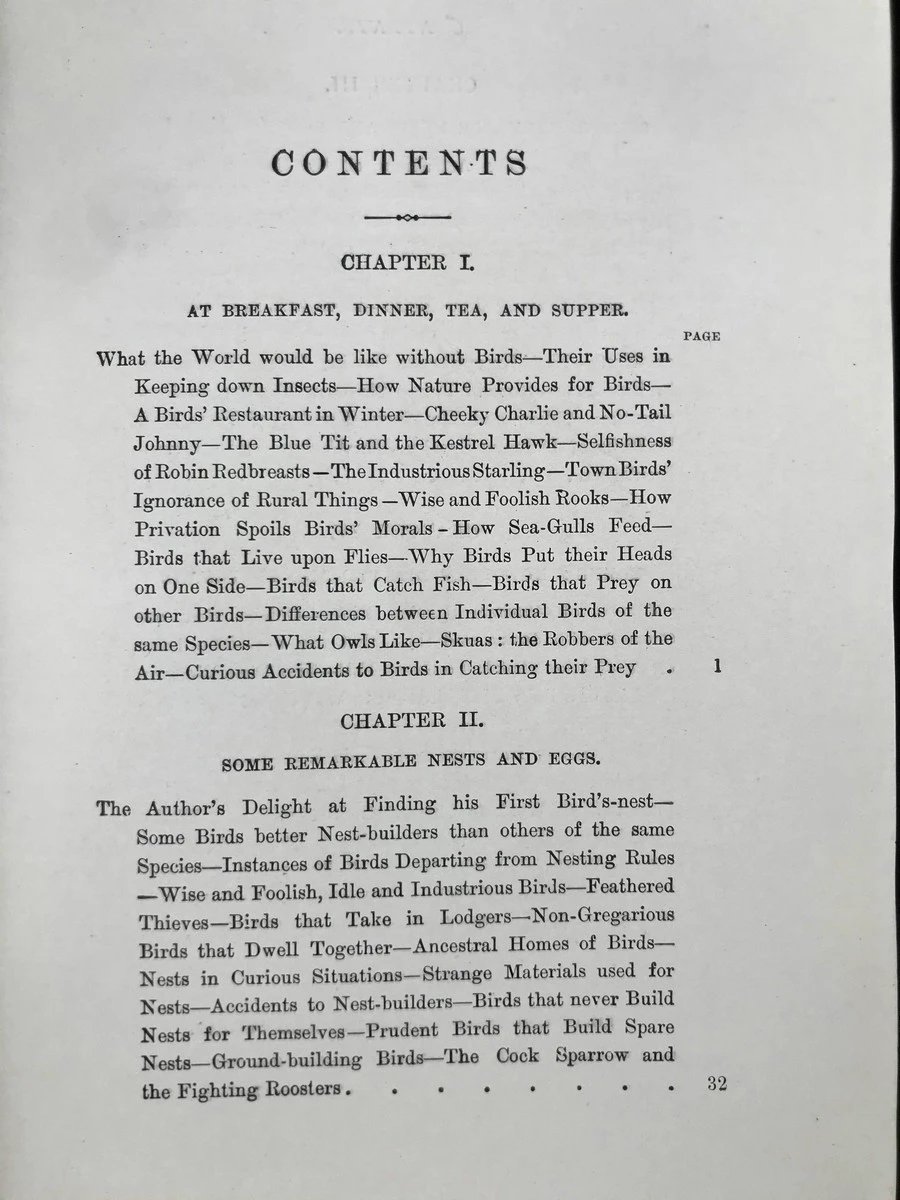 CONTENTS
CHAPTER I.
AT BREAKFAST, DINNER, TEA, AND SUPPER.
PAGE
What the World would be like without Birds—Their Uses in
Keeping down Insects—How Nature Provides for Birds—
A Birds' Restaurant in Winter—Cheeky Charlie and No-Tail
Johnny—The Blue Tit and the Kestrel Hawk—Selfishness
of Robin Redbreasts—The Industrious Starling—Town Birds'
Ignorance of Rural Things—Wise and Foolish Rooks—How
Privation Spoils Birds' Morals—How Sea-Gulls Feed—
Birds that Live upon Flies—Why Birds Put their Heads
on One Side—Birds that Catch Fish—Birds that Prey on
other Birds—Differences between Individual Birds of the
same Species—What Owls Like—Skuas: the Robbers of the
Air—Curious Accidents to Birds in Catching their Prey . 1
CHAPTER II.
SOME REMARKABLE NESTS AND EGGS.
The Author's Delight at Finding his First Bird's-nest—
Some Birds better Nest-builders than others of the same
Species—Instances of Birds Departing from Nesting Rules
—Wise and Foolish, Idle and Industrious Birds—Feathered
Thieves—Birds that Take in Lodgers—Non-Gregarious
Birds that Dwell Together—Ancestral Homes of Birds—
Nests in Curious Situations—Strange Materials used for
Nests—Accidents to Nest-builders—Birds that never Build
Nests for Themselves—Prudent Birds that Build Spare
Nests—Ground-building Birds—The Cock Sparrow and
the Fighting Roosters . . . . . . . . 32